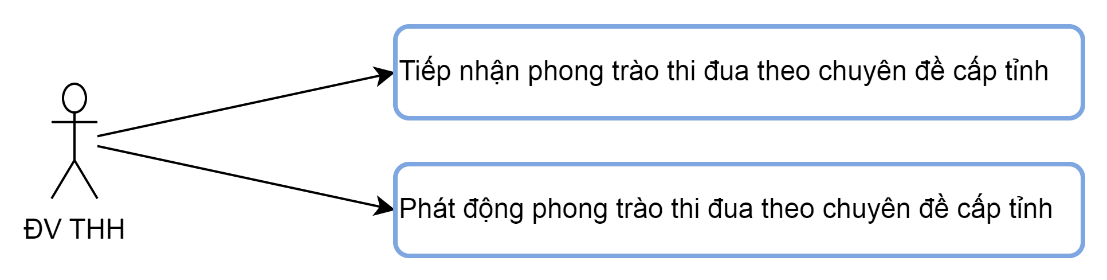 Tiếp nhận phong trào thi đua theo chuyên đề cấp tỉnh
Phát động phong trào thi đua theo chuyên đề cấp tỉnh
ĐV THH